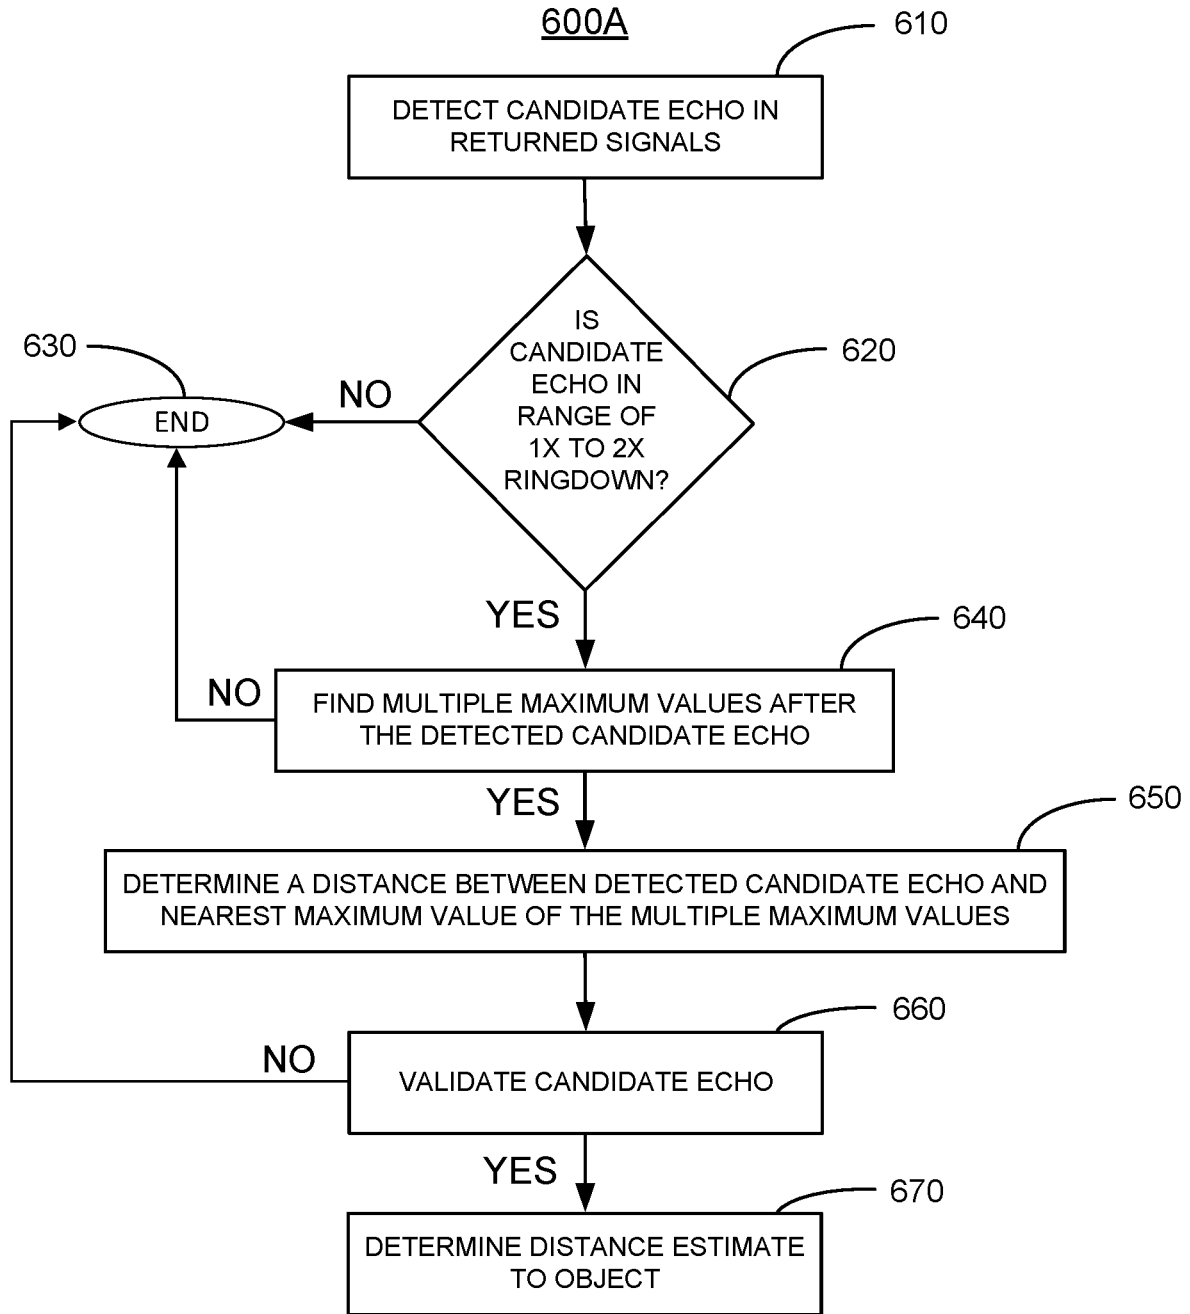 600A
610
DETECT CANDIDATE ECHO IN
RETURNED SIGNALS
IS
CANDIDATE
ECHO IN
RANGE OF
1X TO 2X
RINGDOWN?
620
630
END
NO
YES
640
NO
FIND MULTIPLE MAXIMUM VALUES AFTER
THE DETECTED CANDIDATE ECHO
YES
650
DETERMINE A DISTANCE BETWEEN DETECTED CANDIDATE ECHO AND
NEAREST MAXIMUM VALUE OF THE MULTIPLE MAXIMUM VALUES
660
NO
VALIDATE CANDIDATE ECHO
YES
670
DETERMINE DISTANCE ESTIMATE
TO OBJECT